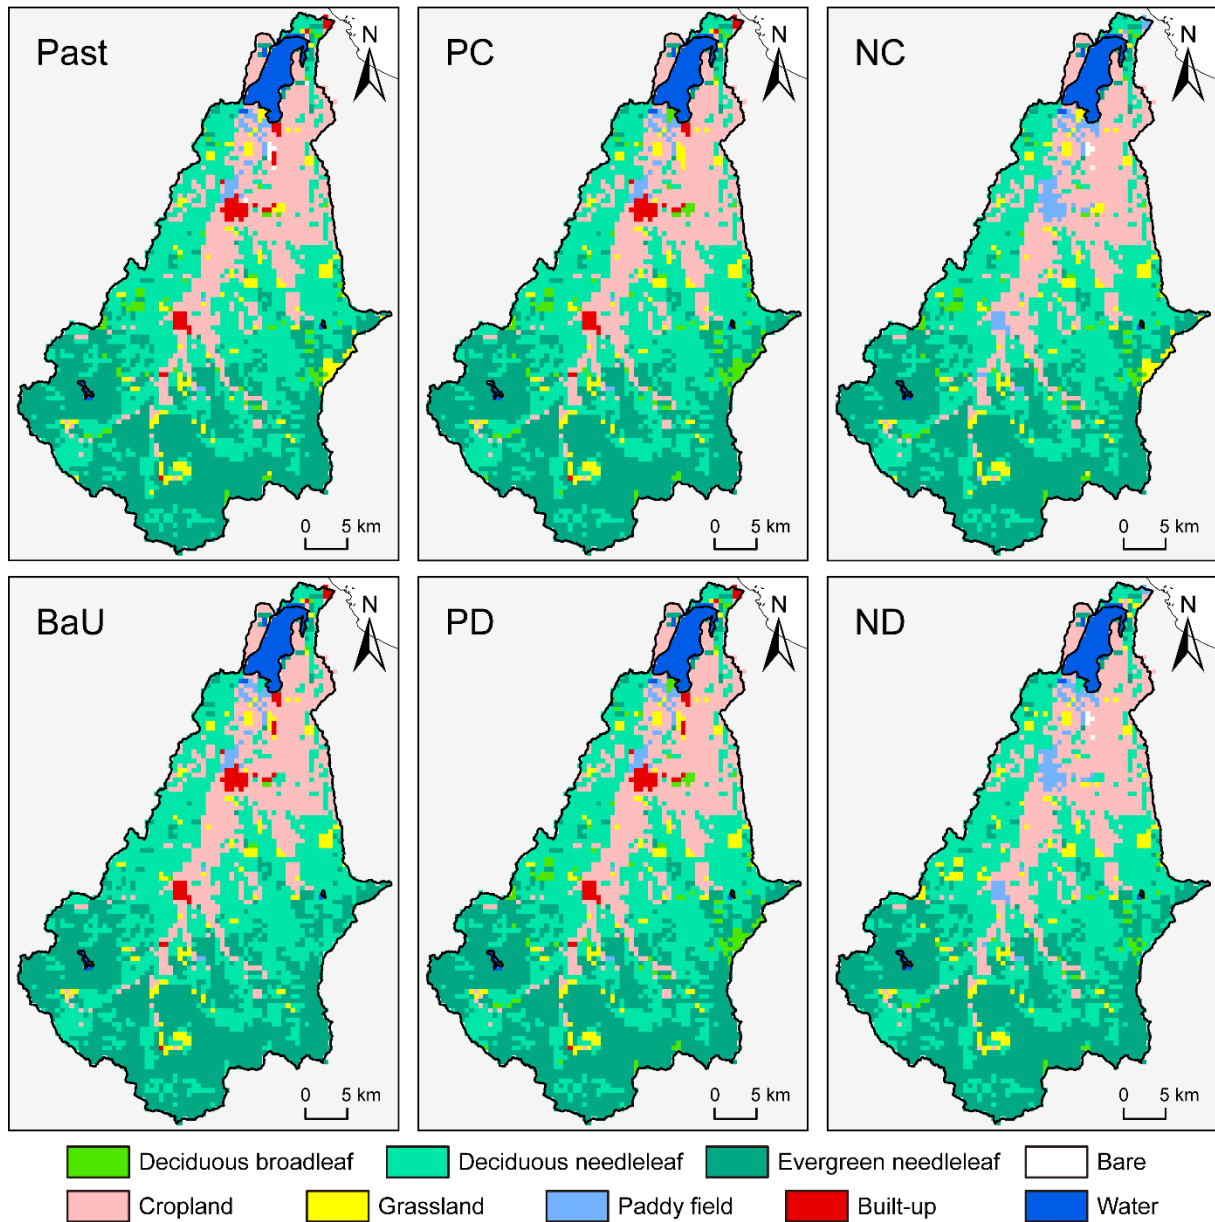 Past
N
0 5 km
PC
N
0 5 km
NC
N
0 5 km
BaU
N
0 5 km
PD
N
0 5 km
ND
N
0 5 km
Deciduous broadleaf
Deciduous needleleaf
Evergreen needleleaf
Bare
Cropland
Grassland
Paddy field
Built-up
Water